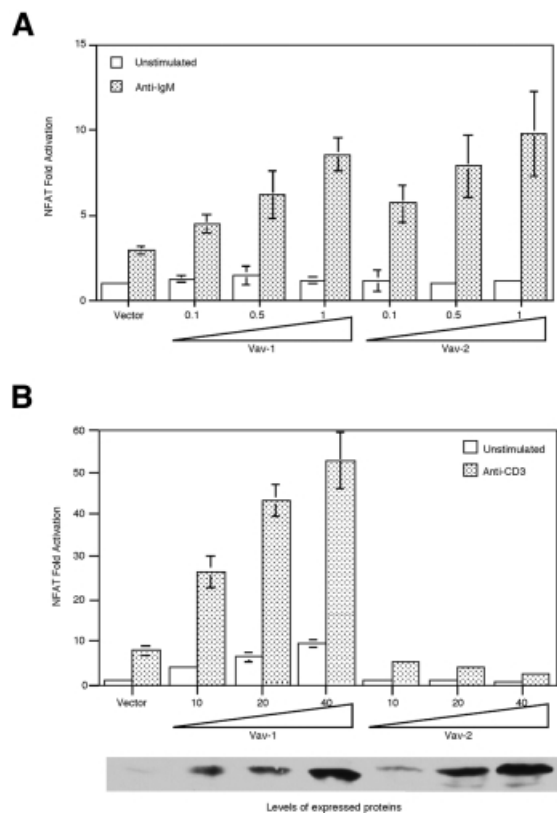 A
15
Unstimulated
Anti-IgM
10
NFAT Fold Activation
5
0
Vector 0.1 0.5 1 0.1 0.5 1
Vav-1 Vav-2
B
60
Unstimulated
Anti-CD3
50
40
NFAT Fold Activation
30
20
10
0
Vector 10 20 40 10 20 40
Vav-1 Vav-2
Levels of expressed proteins